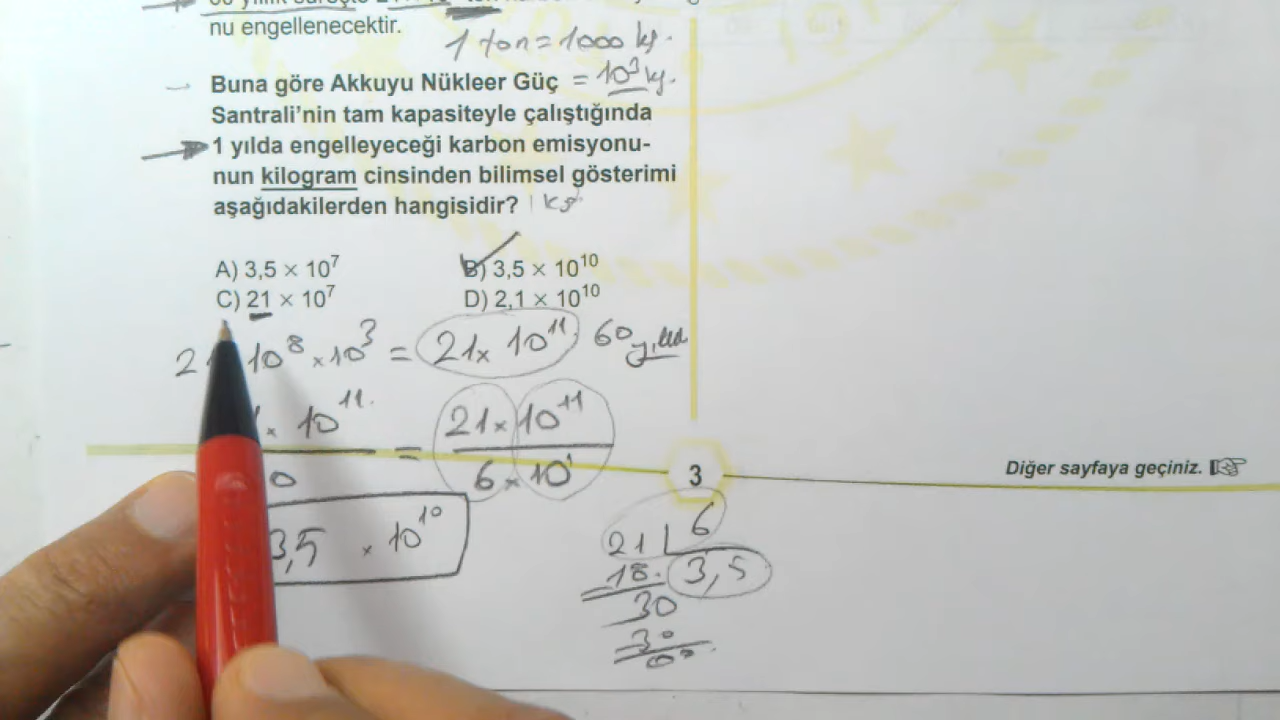 nu engellenecektir.
1 ton = 1000 kg.
Buna göre Akkuyu Nükleer Güç = 10³ kg.
Santrali'nin tam kapasiteyle çalıştığında
1 yılda engelleyeceği karbon emisyonu-
nun kilogram cinsinden bilimsel gösterimi
aşağıdakilerden hangisidir? kg
A) 3,5 × 10⁷ B) 3,5 × 10¹⁰
C) 21 × 10⁷ D) 2,1 × 10¹⁰
10⁸ × 10³ = 21 × 10¹¹ 60 yılda
× 10¹¹ = 21 × 10¹¹
6 × 10¹
3
Diğer sayfaya geçiniz.
3,5 × 10¹⁰
21 6
18 3,5
30
30
00